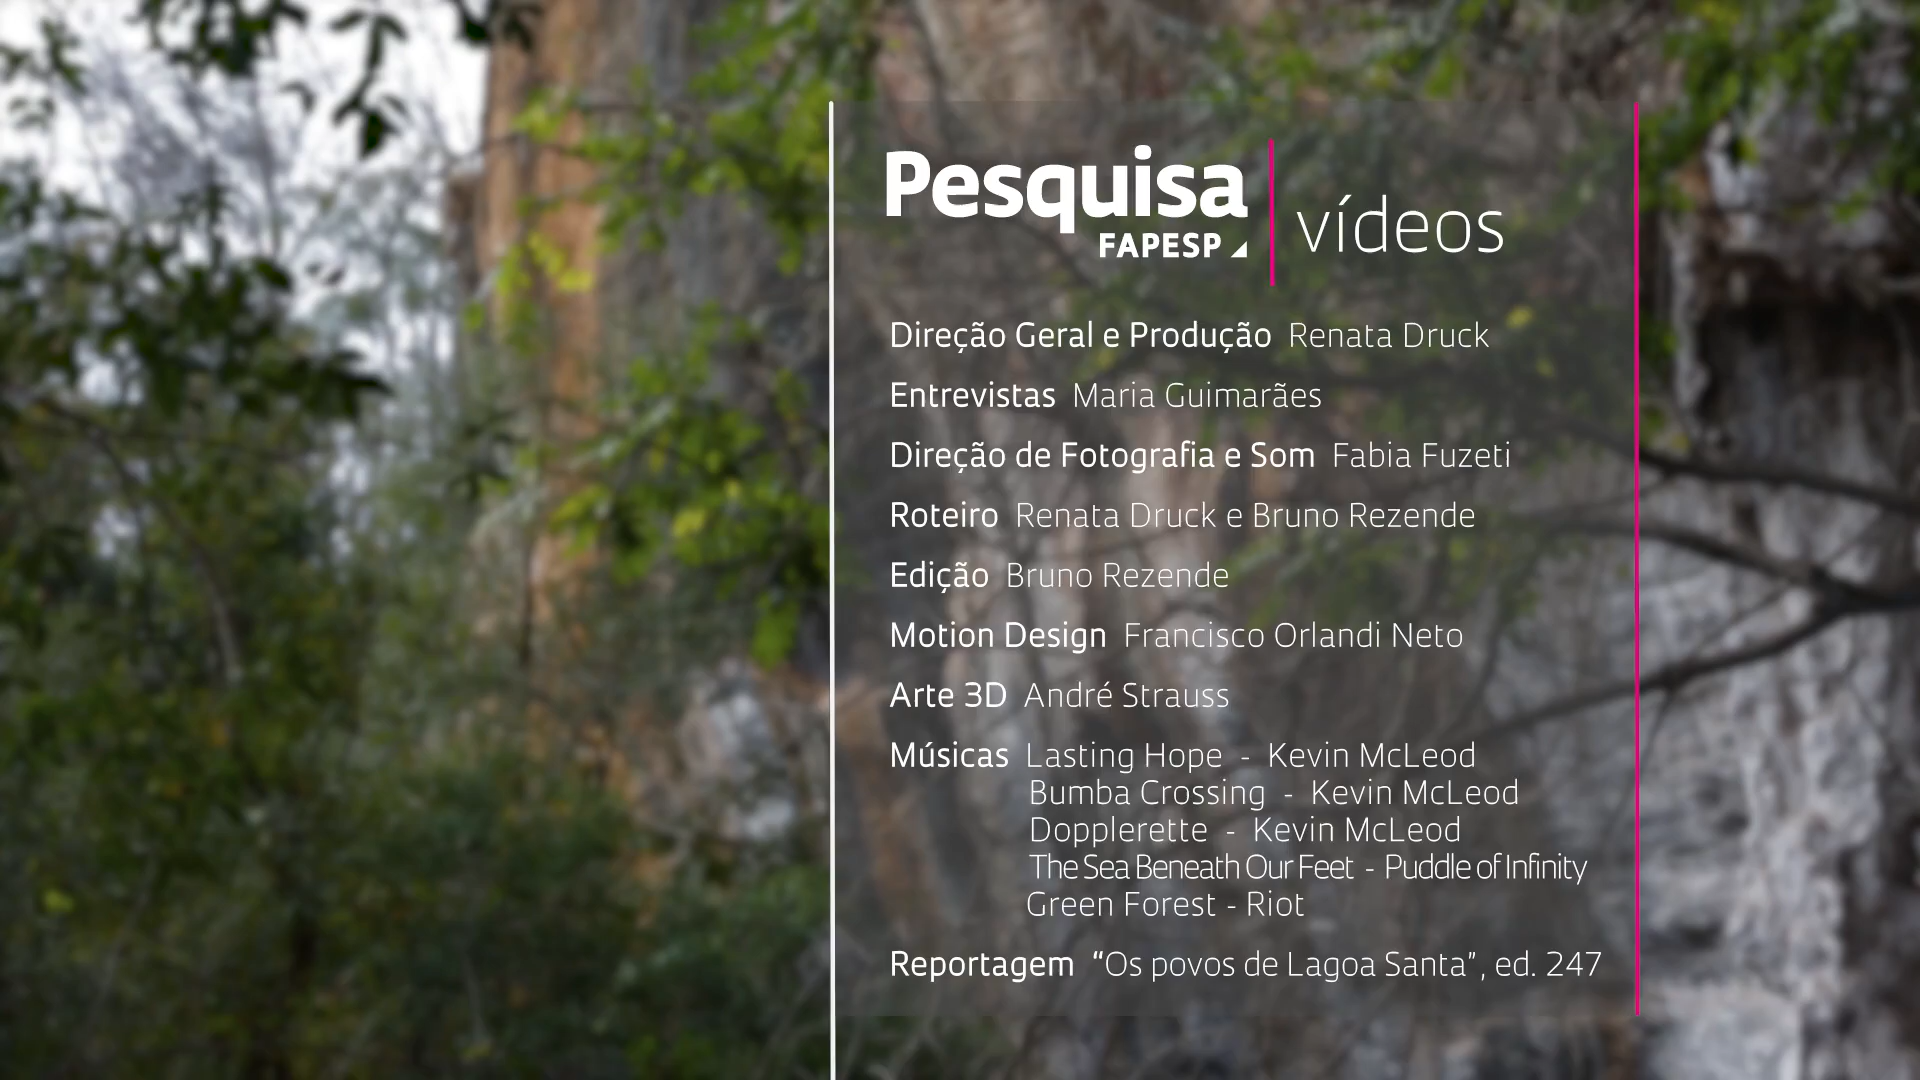 Pesquisa
FAPESP
vídeos
Direção Geral e Produção Renata Druck
Entrevistas Maria Guimarães
Direção de Fotografia e Som Fabia Fuzeti
Roteiro Renata Druck e Bruno Rezende
Edição Bruno Rezende
Motion Design Francisco Orlandi Neto
Arte 3D André Strauss
Músicas Lasting Hope - Kevin McLeod
Bumba Crossing - Kevin McLeod
Dopplerette - Kevin McLeod
The Sea Beneath Our Feet - Puddle of Infinity
Green Forest - Riot
Reportagem “Os povos de Lagoa Santa”, ed. 247